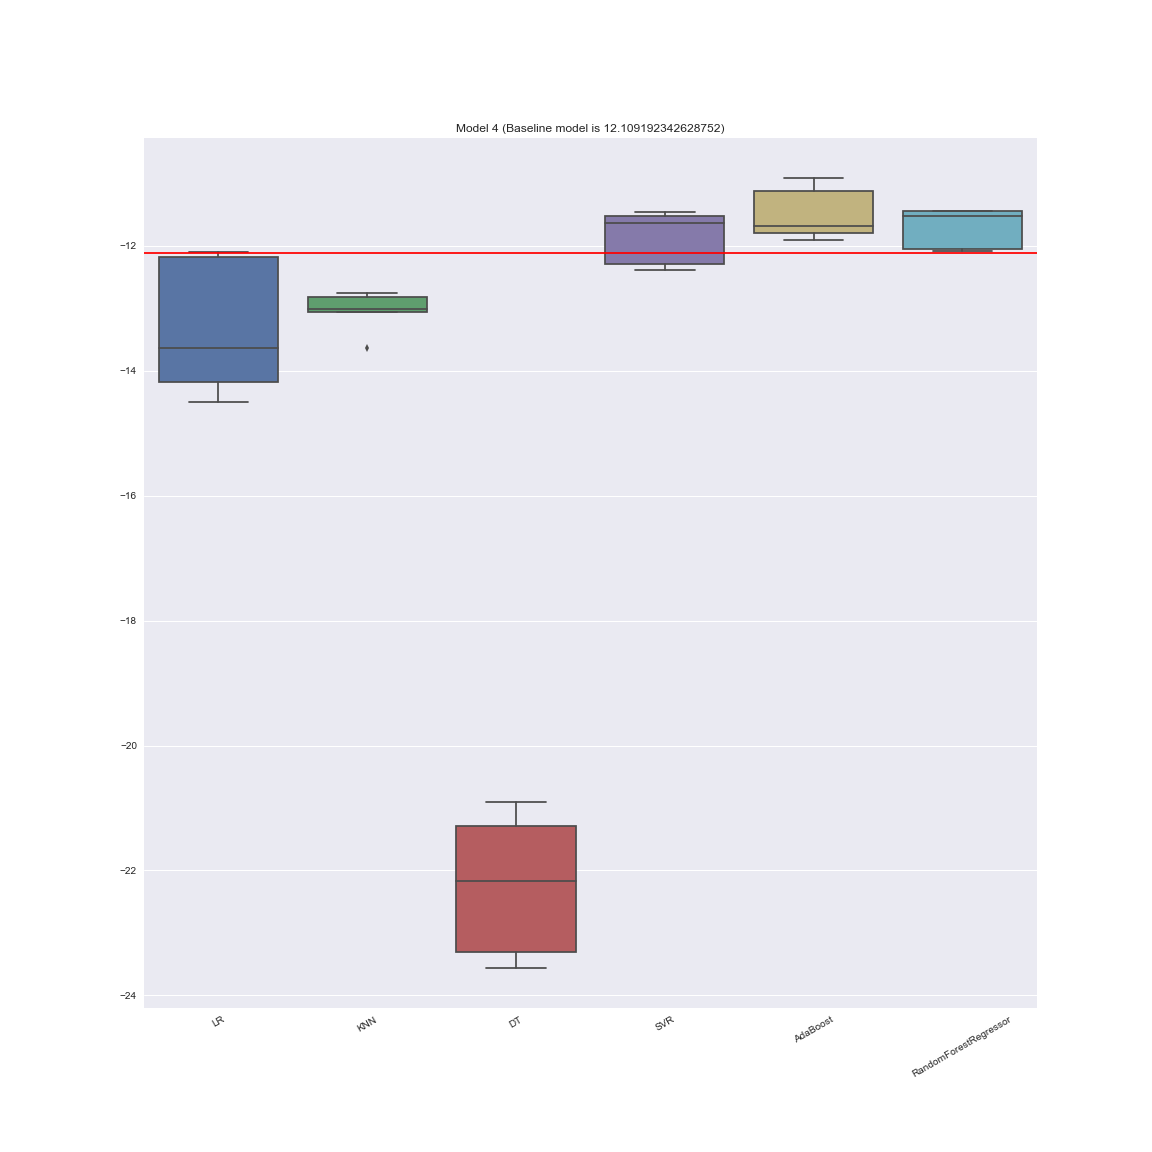 Model 4 (Baseline model is 12.109192342628752)
−12
−14
−16
−18
−20
−22
−24
LR
KNN
DT
SVR
AdaBoost
RandomForestRegressor